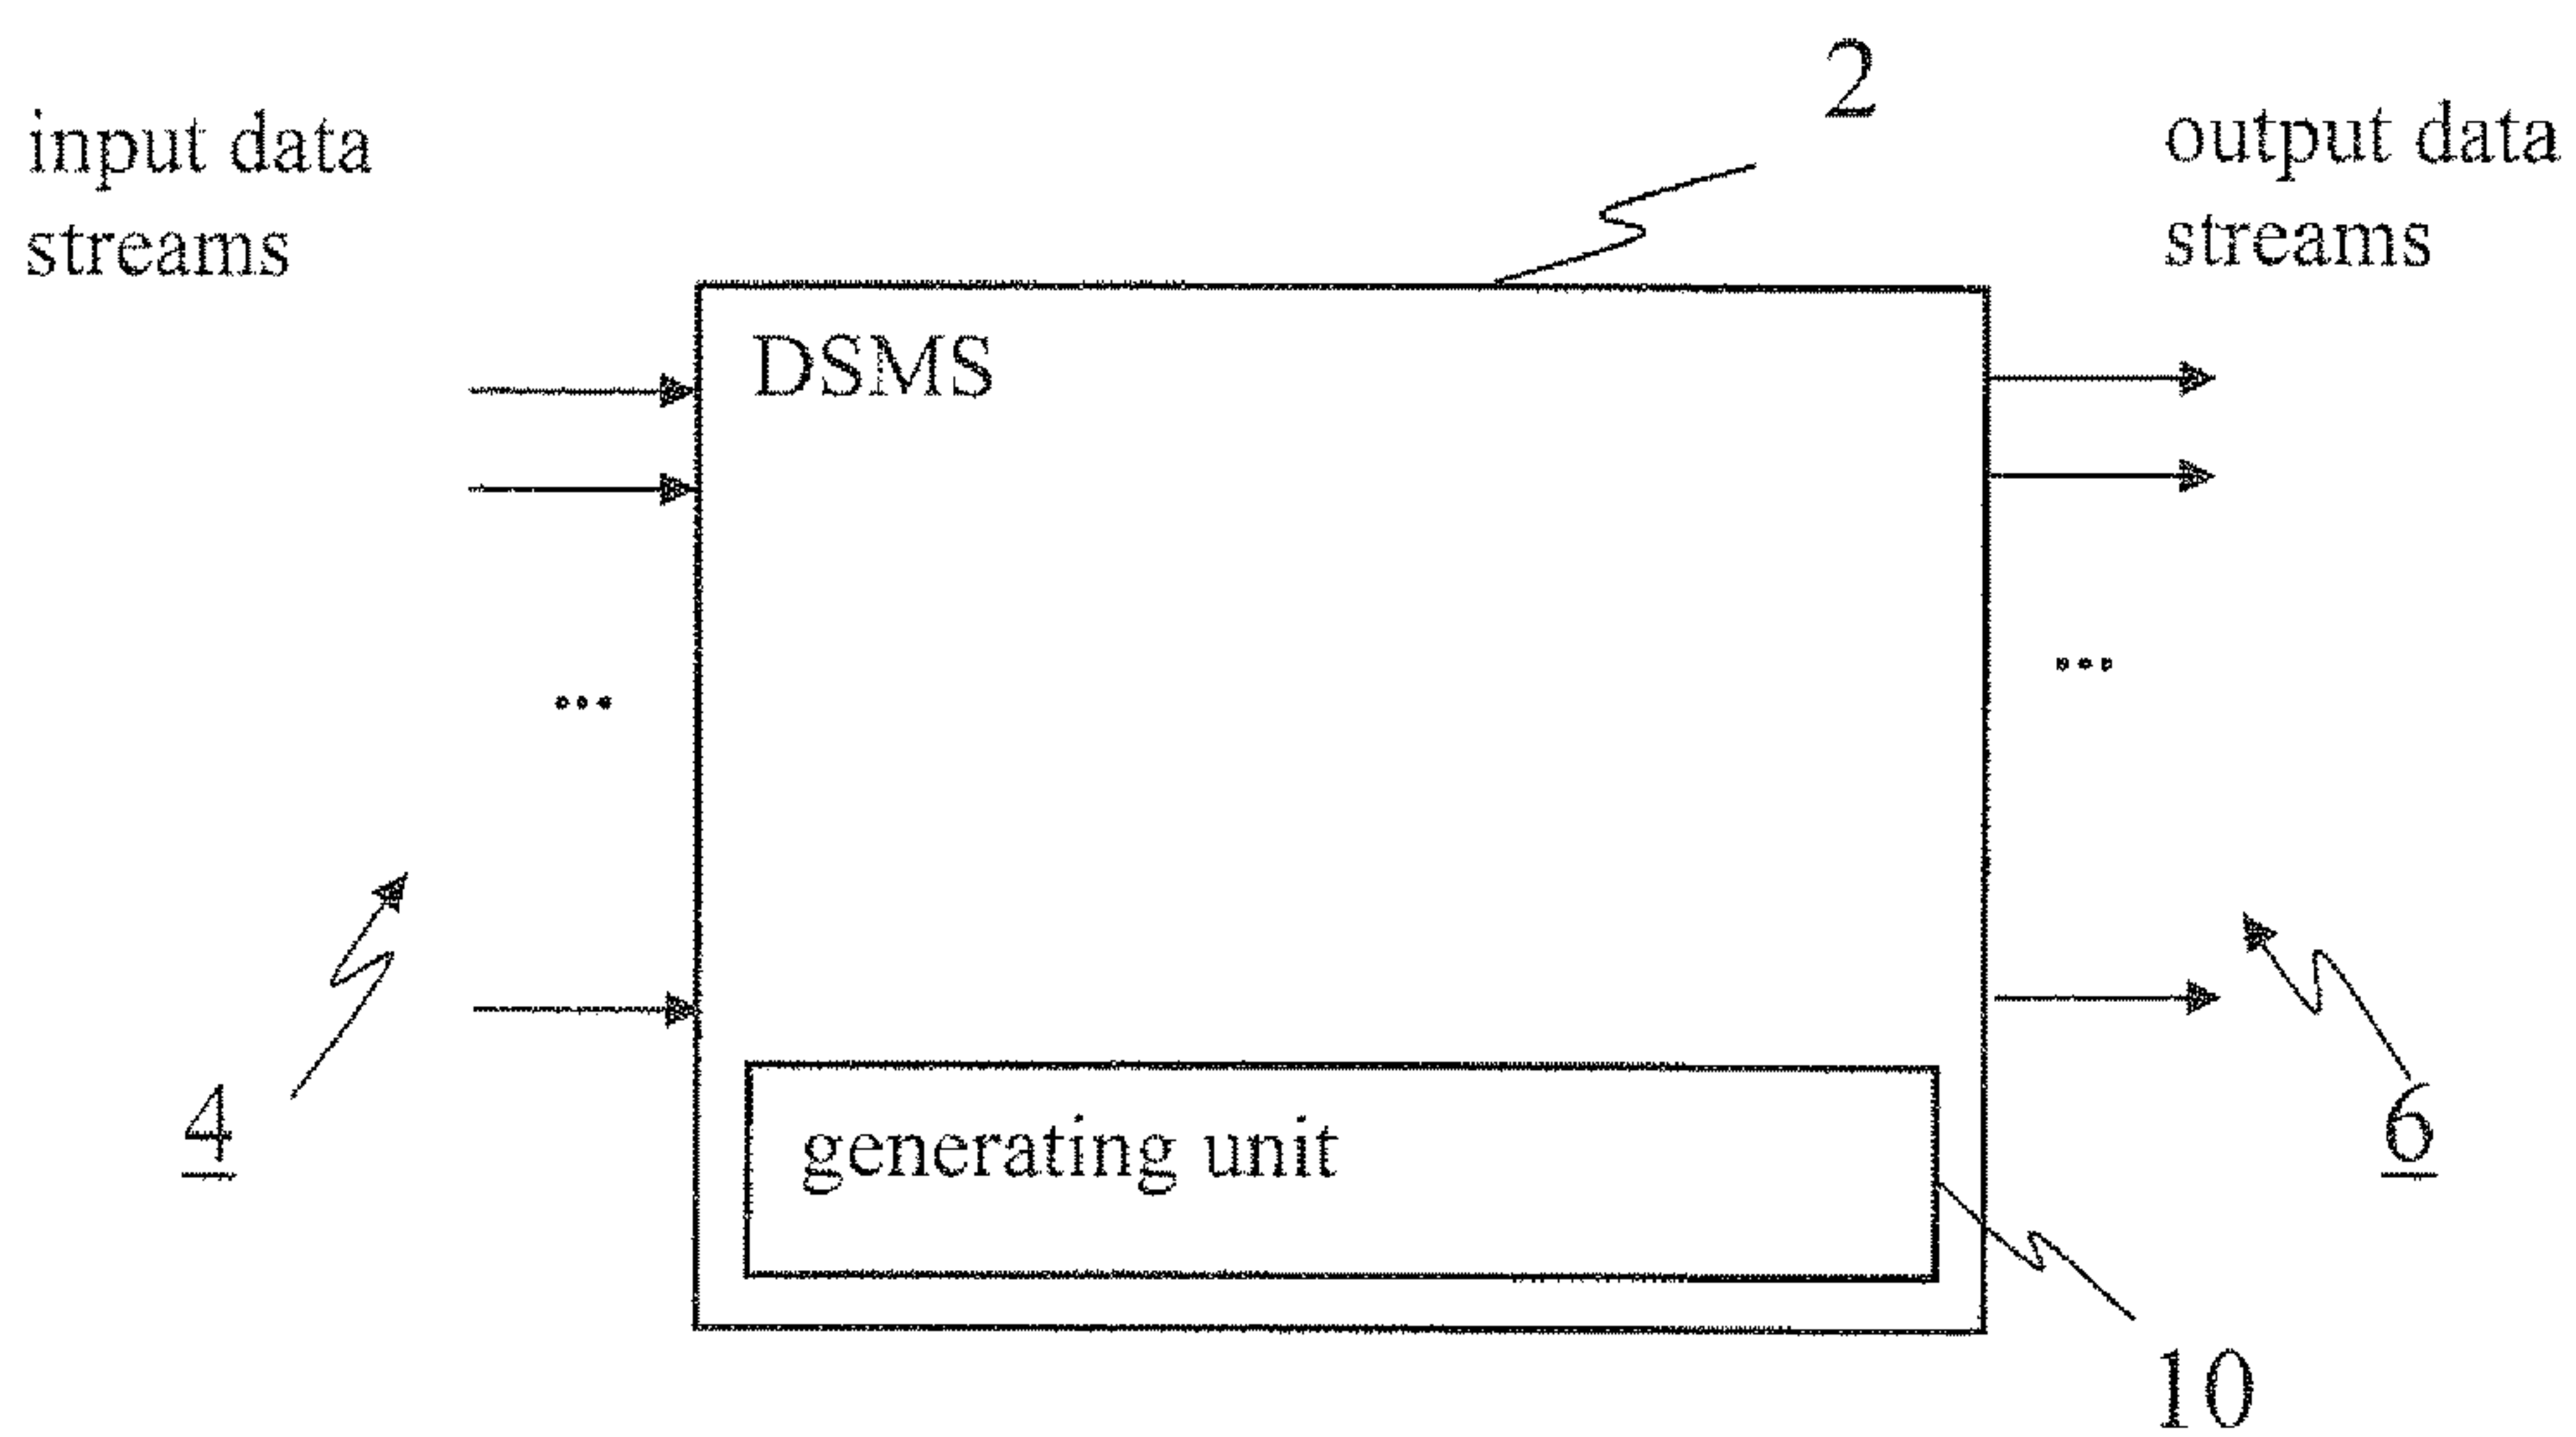 2
input data
streams
output data
streams
DSMS
...
...
4
6
generating unit
10